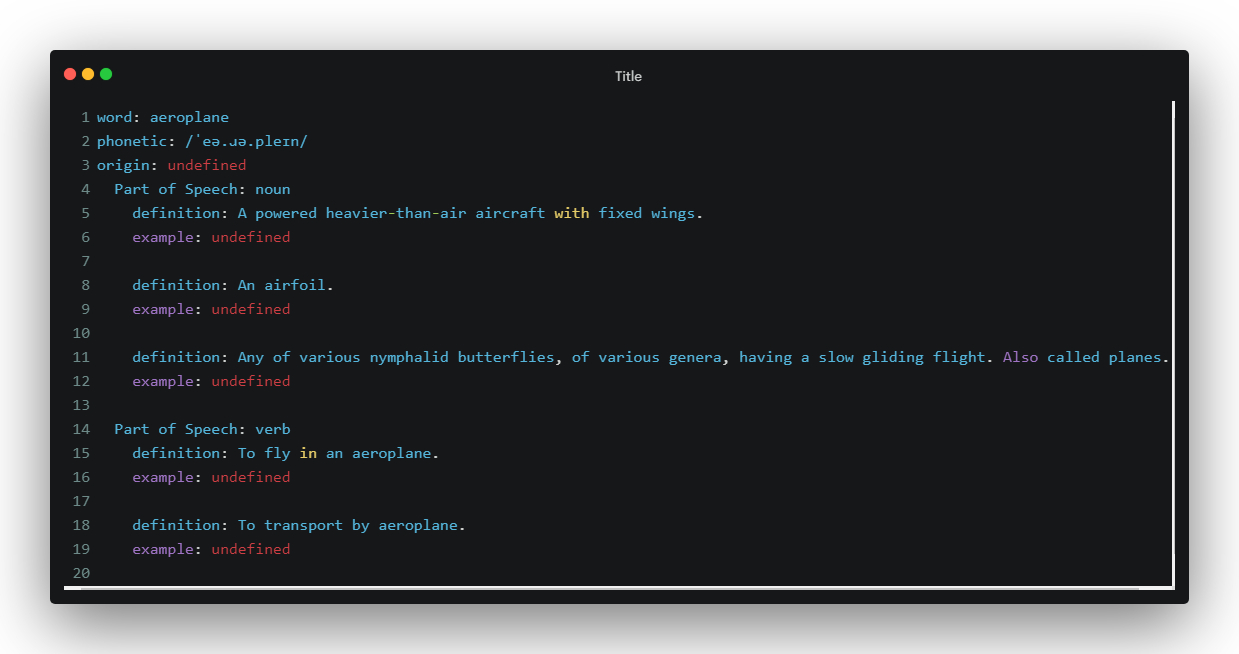 Title
1 word: aeroplane
2 phonetic: /ˈeə.ɹə.pleɪn/
3 origin: undefined
4   Part of Speech: noun
5     definition: A powered heavier-than-air aircraft with fixed wings.
6     example: undefined
7
8     definition: An airfoil.
9     example: undefined
10
11     definition: Any of various nymphalid butterflies, of various genera, having a slow gliding flight. Also called planes.
12     example: undefined
13
14   Part of Speech: verb
15     definition: To fly in an aeroplane.
16     example: undefined
17
18     definition: To transport by aeroplane.
19     example: undefined
20